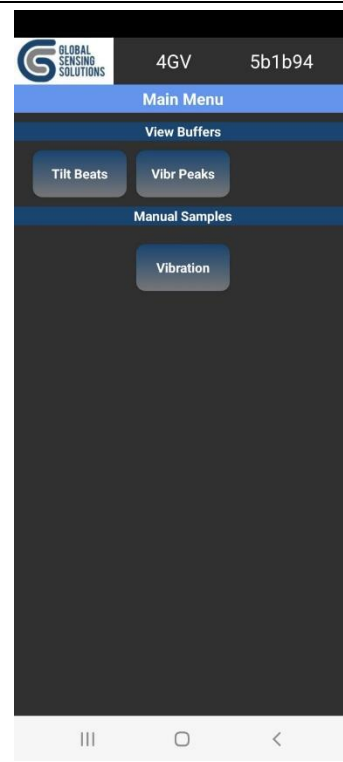 GLOBAL
SENSING
SOLUTIONS
4GV 5b1b94
Main Menu
View Buffers
Tilt Beats Vibr Peaks
Manual Samples
Vibration